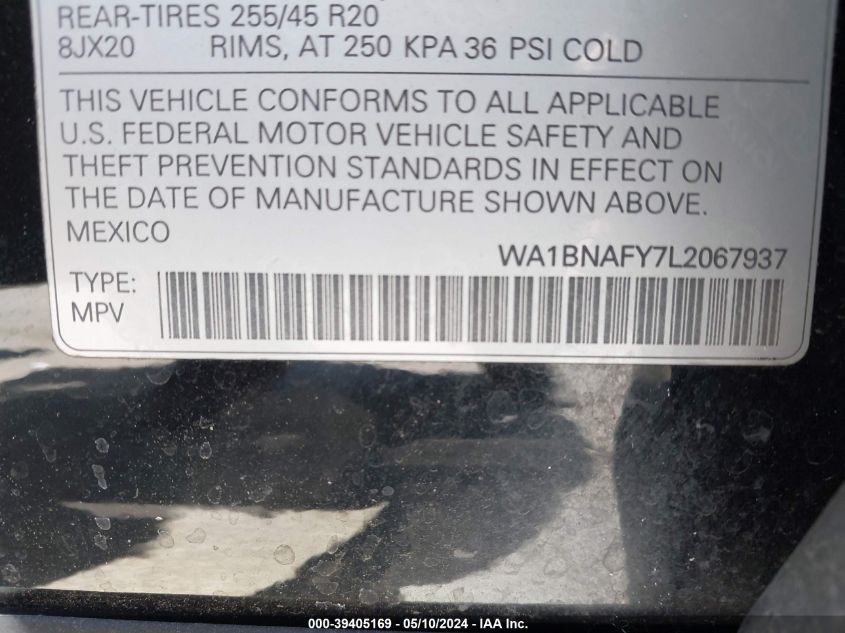 REAR-TIRES 255/45 R20
8JX20 RIMS, AT 250 KPA 36 PSI COLD
THIS VEHICLE CONFORMS TO ALL APPLICABLE
U.S. FEDERAL MOTOR VEHICLE SAFETY AND
THEFT PREVENTION STANDARDS IN EFFECT ON
THE DATE OF MANUFACTURE SHOWN ABOVE.
MEXICO
WA1BNAFY7L2067937
TYPE:
MPV
000-39405169 - 05/10/2024 - IAA Inc.